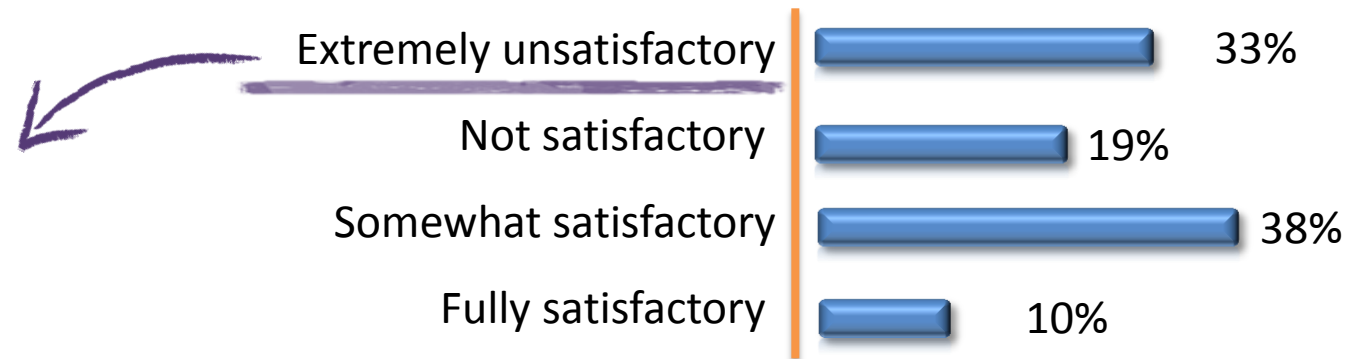 Extremely unsatisfactory 33%
Not satisfactory 19%
Somewhat satisfactory 38%
Fully satisfactory 10%